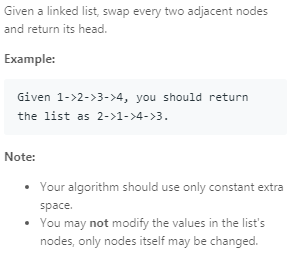 Given a linked list, swap every two adjacent nodes
and return its head.
Example:
Given 1->2->3->4, you should return
the list as 2->1->4->3.
Note:
• Your algorithm should use only constant extra
space.
• You may not modify the values in the list's
nodes, only nodes itself may be changed.